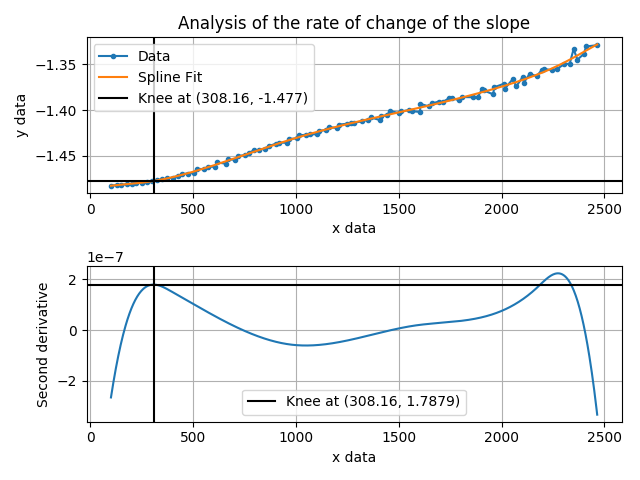 Analysis of the rate of change of the slope
Data
Spline Fit
Knee at (308.16, -1.477)
y data
−1.35
−1.40
−1.45
0 500 1000 1500 2000 2500
x data
1e−7
Second derivative
2
0
−2
Knee at (308.16, 1.7879)
0 500 1000 1500 2000 2500
x data